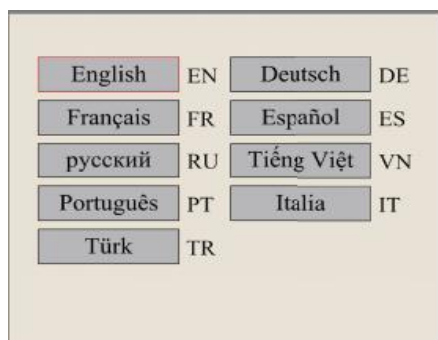 English EN Deutsch DE
Français FR Español ES
русский RU Tiếng Việt VN
Português PT Italia IT
Türk TR